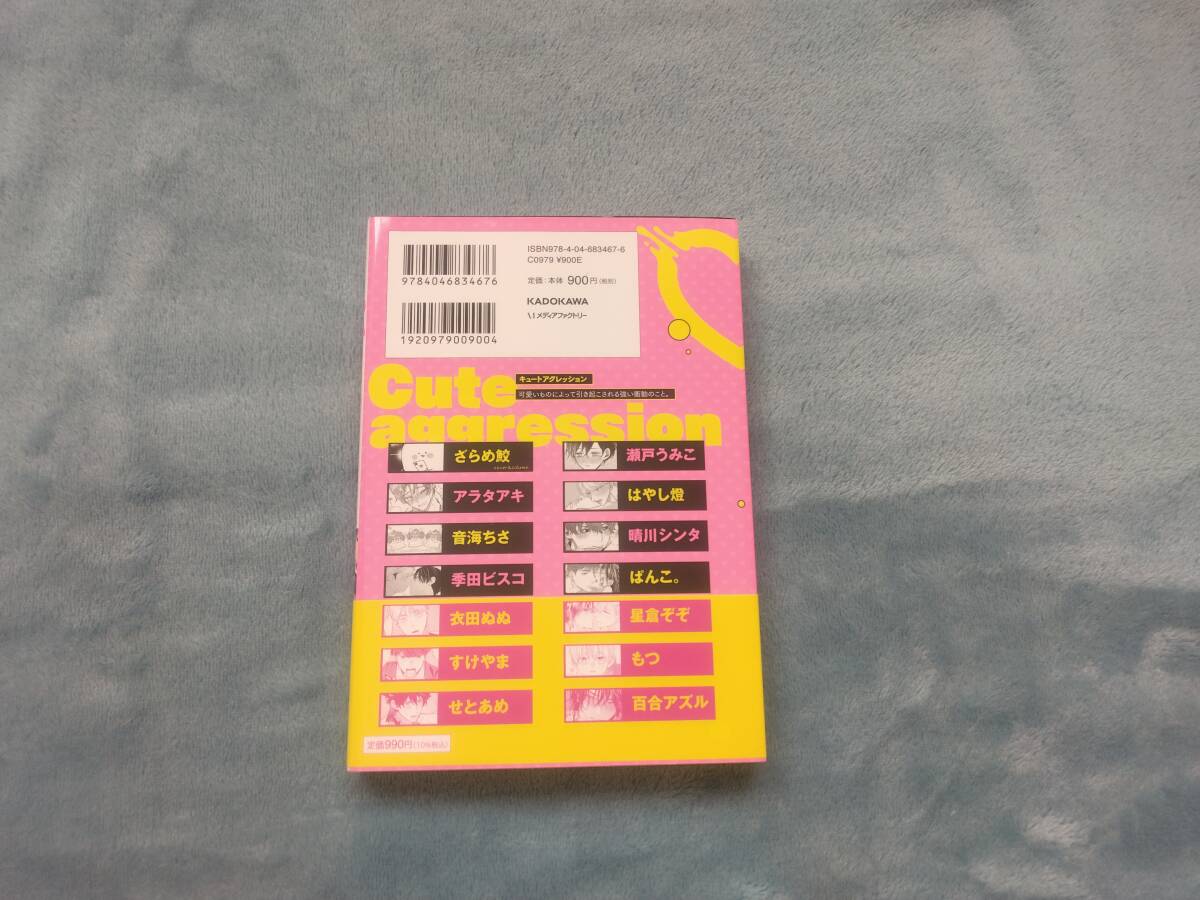 9784046834676
ISBN978-4-04-683467-6
C0979 ¥900E
定価:本体 900円(税別)
KADOKAWA
メディアファクトリー
1920979009004
Cute
キュートアグレッション
可愛いものによって引き起こされる強い衝動のこと。
aggression
ざらめ鮫
瀬戸うみこ
アラタアキ
はやし燈
音海ちさ
晴川シンタ
季田ビスコ
ぱんこ。
衣田ぬぬ
星倉ぞぞ
すけやま
もつ
せとあめ
百合アズル
定価990円(10%税込)